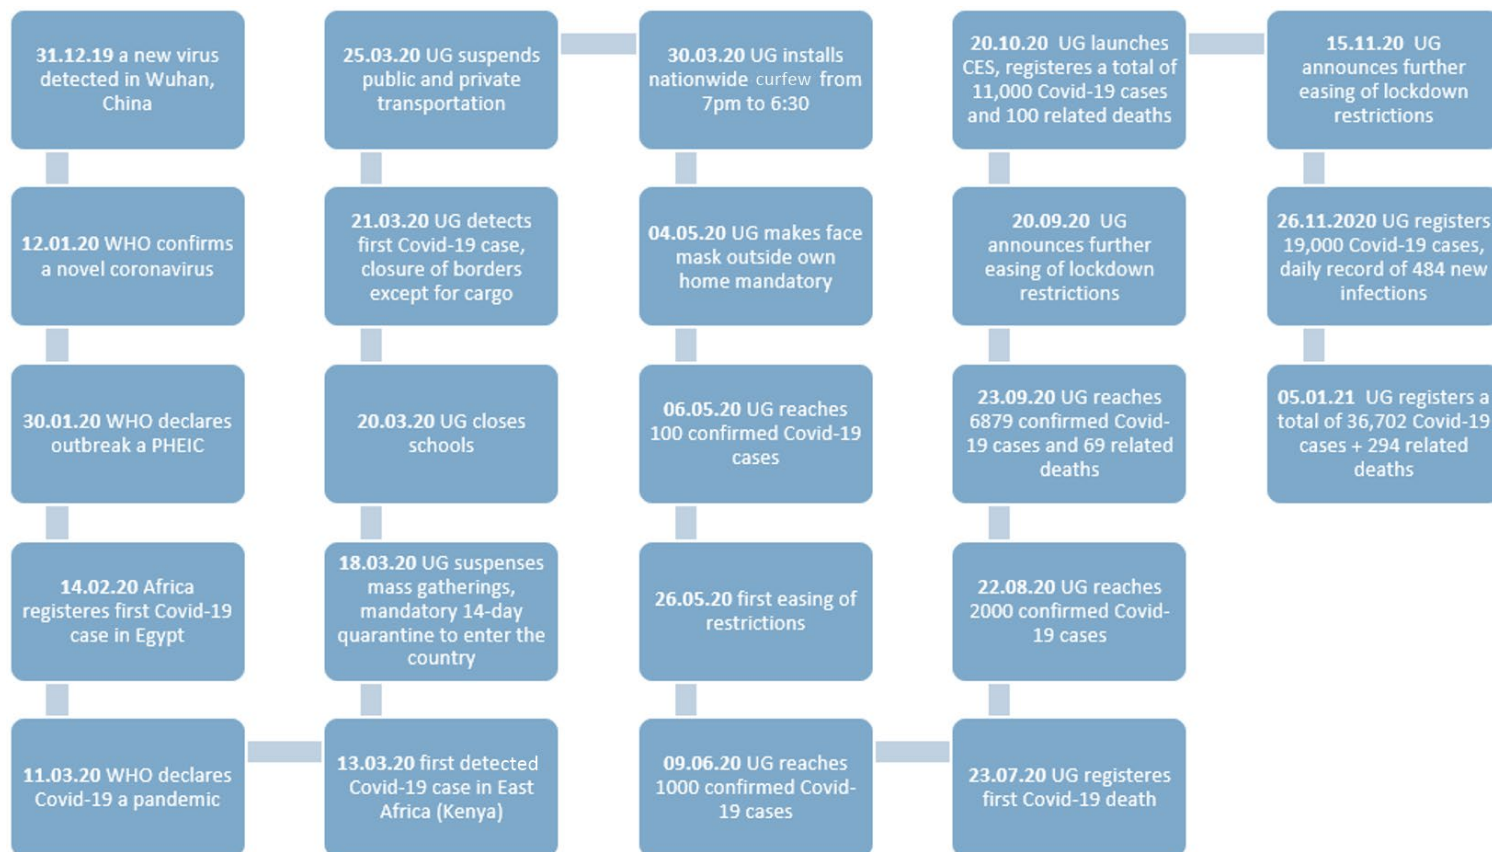 31.12.19 a new virus
detected in Wuhan,
China
12.01.20 WHO confirms
a novel coronavirus
30.01.20 WHO declares
outbreak a PHEIC
14.02.20 Africa
registeres first Covid-19
case in Egypt
11.03.20 WHO declares
Covid-19 a pandemic
13.03.20 first detected
Covid-19 case in East
Africa (Kenya)
18.03.20 UG suspenses
mass gatherings,
mandatory 14-day
quarantine to enter the
country
20.03.20 UG closes
schools
21.03.20 UG detects
first Covid-19 case,
closure of borders
except for cargo
25.03.20 UG suspends
public and private
transportation
30.03.20 UG installs
nationwide curfew from
7pm to 6:30
04.05.20 UG makes face
mask outside own
home mandatory
06.05.20 UG reaches
100 confirmed Covid-19
cases
26.05.20 first easing of
restrictions
09.06.20 UG reaches
1000 confirmed Covid-
19 cases
23.07.20 UG registeres
first Covid-19 death
22.08.20 UG reaches
2000 confirmed Covid-
19 cases
23.09.20 UG reaches
6879 confirmed Covid-
19 cases and 69 related
deaths
20.09.20 UG
announces further
easing of lockdown
restrictions
20.10.20 UG launches
CES, registeres a total of
11,000 Covid-19 cases
and 100 related deaths
15.11.20 UG
announces further
easing of lockdown
restrictions
26.11.2020 UG registers
19,000 Covid-19 cases,
daily record of 484 new
infections
05.01.21 UG registers a
total of 36,702 Covid-19
cases + 294 related
deaths